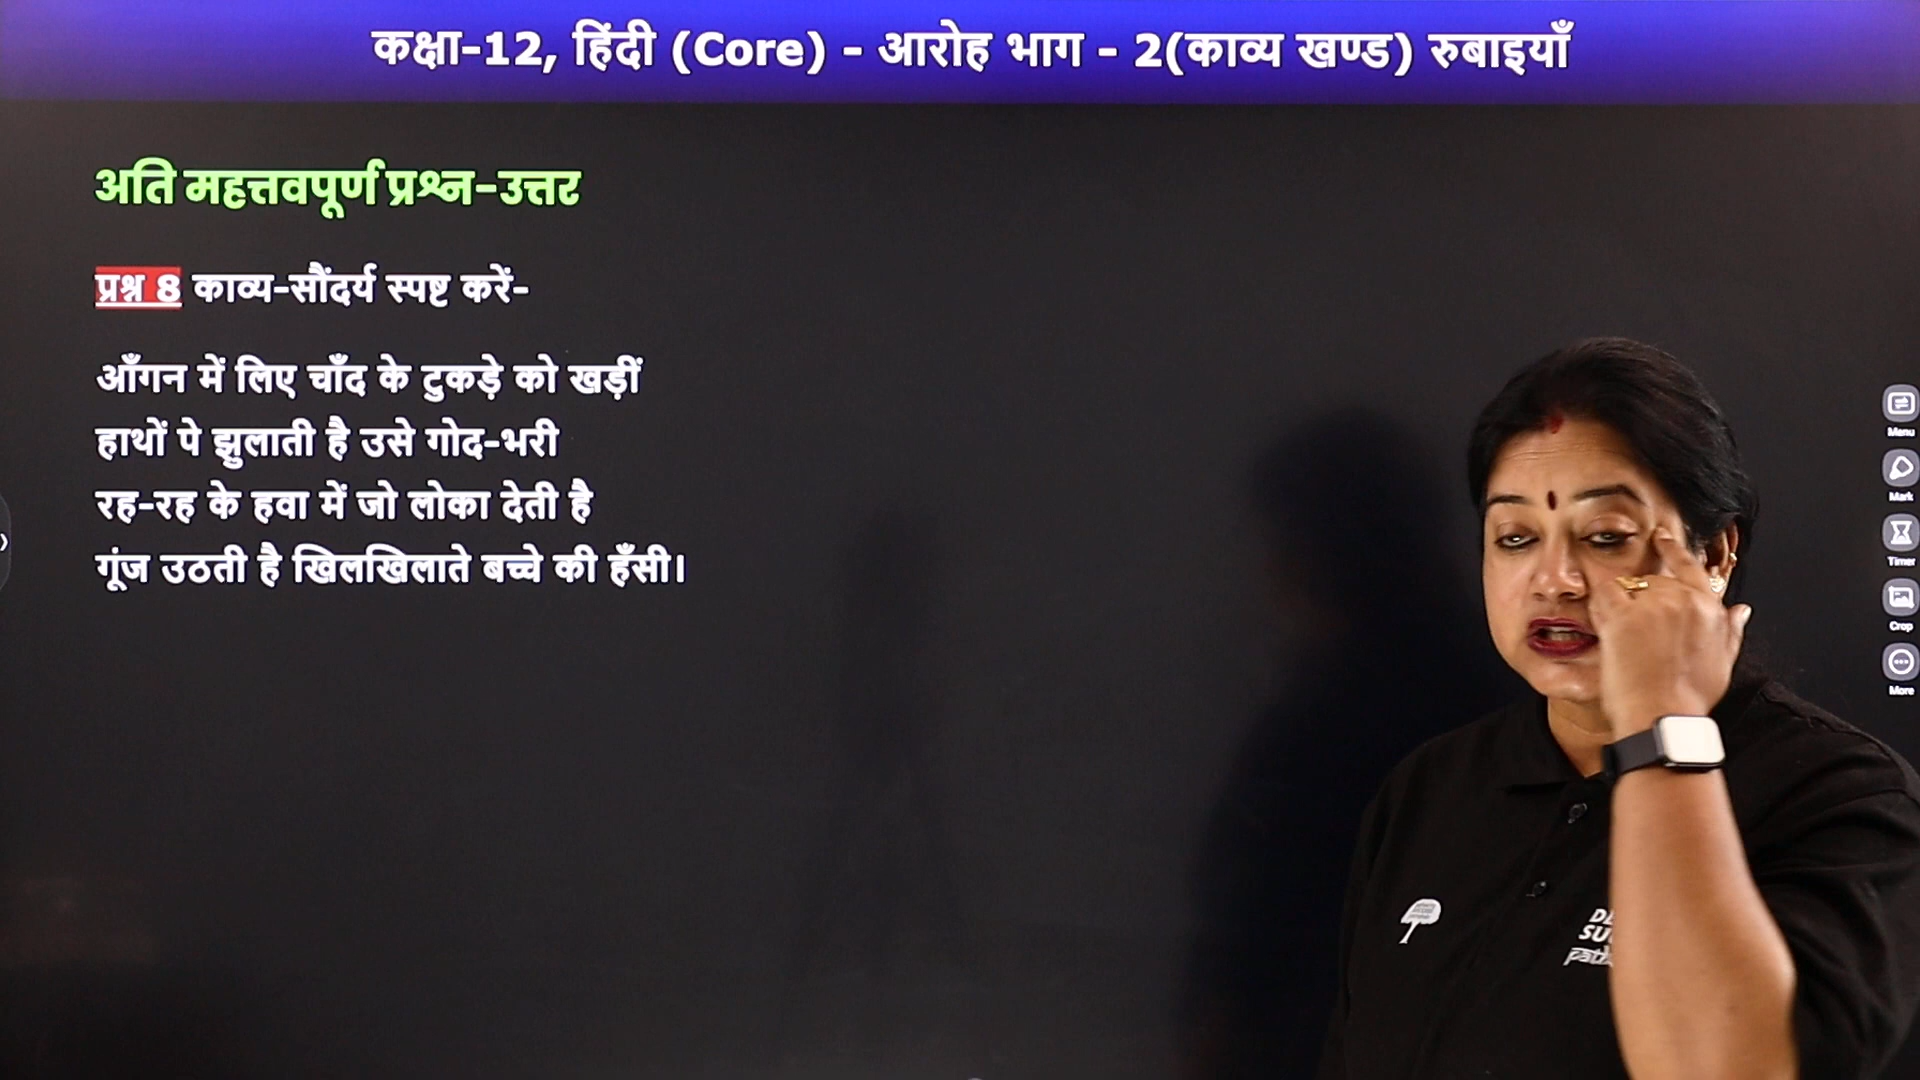 कक्षा-12, हिंदी (Core) - आरोह भाग - 2(काव्य खण्ड) रुबाइयाँ
अति महत्तवपूर्ण प्रश्न-उत्तर
प्रश्न 8 काव्य-सौंदर्य स्पष्ट करें-
आँगन में लिए चाँद के टुकड़े को खड़ीं
हाथों पे झुलाती है उसे गोद-भरी
रह-रह के हवा में जो लोका देती है
गूंज उठती है खिलखिलाते बच्चे की हँसी।
Menu
Mark
Timer
Crop
More